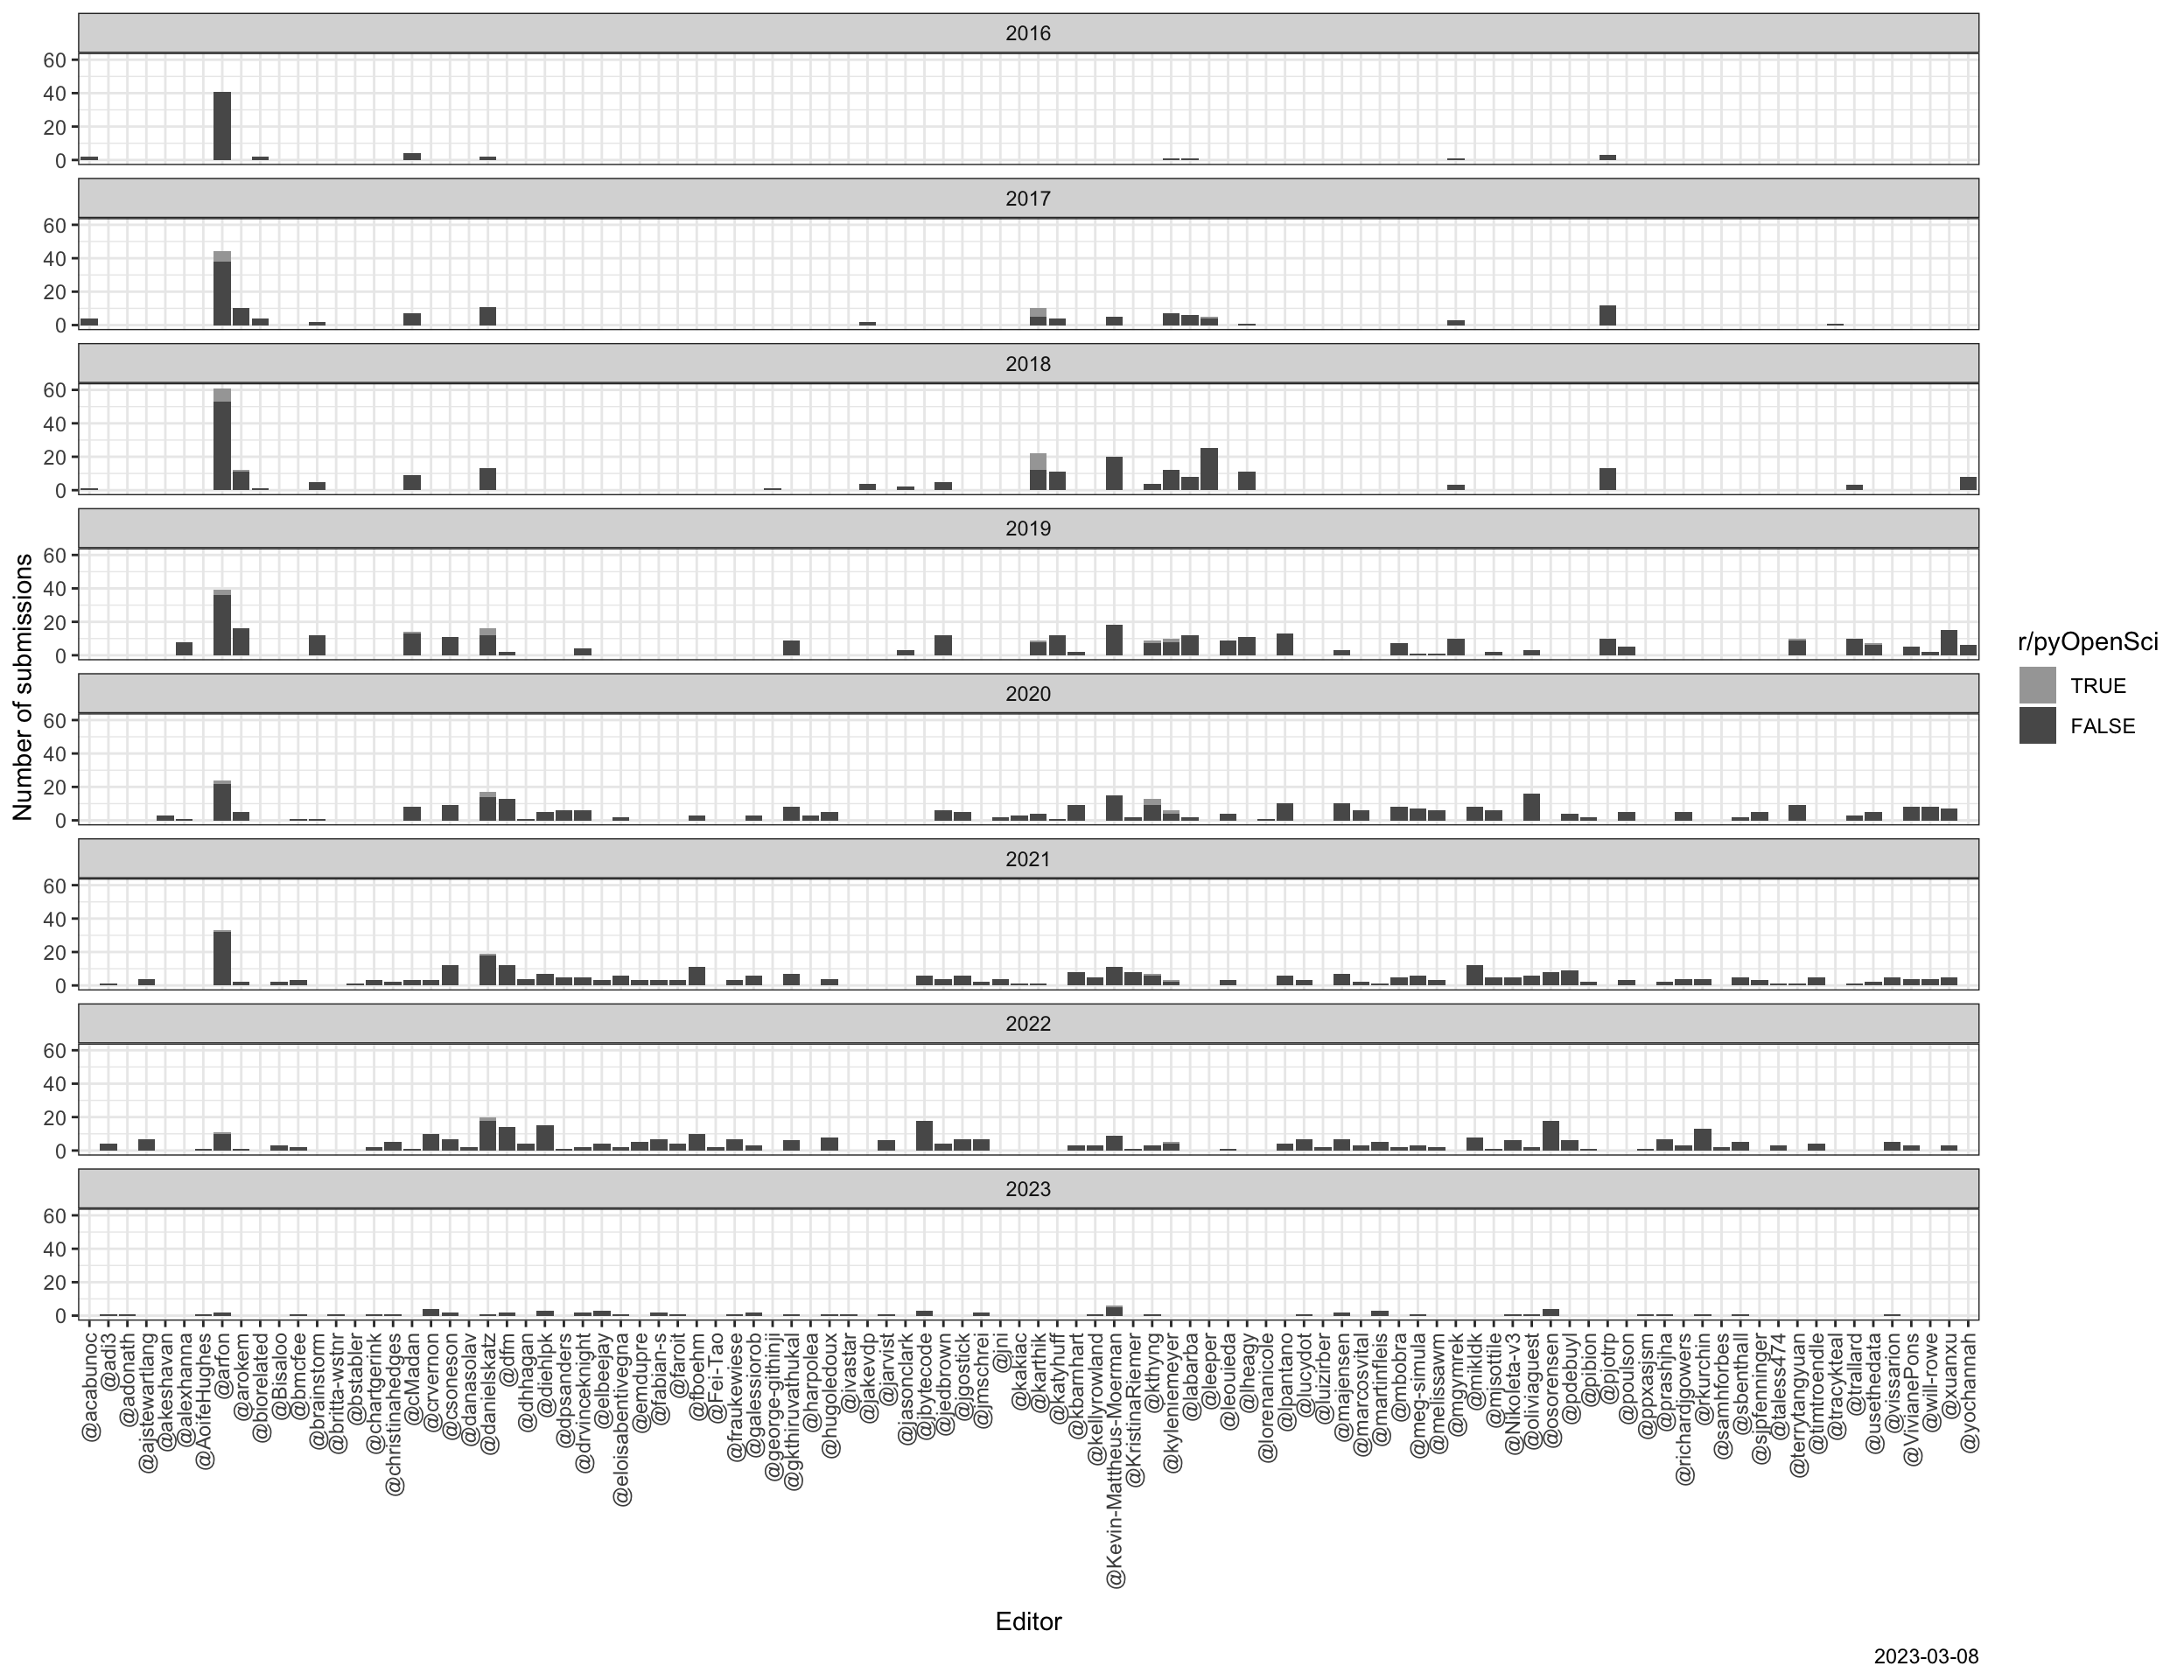 2016
60
40
20
0
2017
60
40
20
0
2018
60
40
20
0
2019
60
40
20
0
2020
60
40
20
0
2021
60
40
20
0
2022
60
40
20
0
2023
60
40
20
0
Number of submissions
r/pyOpenSci
TRUE
FALSE
@acabunoc
@adi3
@adonath
@ajstewartlang
@akeshavan
@alexhanna
@AoifeHughes
@arfon
@arokem
@biorelated
@Bisaloo
@bmcfee
@brainstorm
@britta-wstnr
@bstabler
@chartgerink
@christinahedges
@cMadan
@crvernon
@csoneson
@danasolav
@danielskatz
@dfm
@dhhagan
@diehlpk
@dpsanders
@drvinceknight
@elbeejay
@eloisabentivegna
@emdupre
@fabian-s
@faroit
@fboehm
@Fei-Tao
@fraukewiese
@galessiorob
@george-githinji
@gkthiruvathukal
@harpolea
@hugoledoux
@ivastar
@jakevdp
@jarvist
@jasonclark
@jbytecode
@jedbrown
@jgostick
@jmschrei
@jni
@kakiac
@karthik
@katyhuff
@kbarnhart
@kellyrowland
@Kevin-Mattheus-Moerman
@KristinaRiemer
@kthyng
@kyleniemeyer
@labarba
@leeper
@leouieda
@lheagy
@lorenanicole
@lpantano
@lucydot
@luizirber
@majensen
@marcosvital
@martinfleis
@mbobra
@meg-simula
@melissawm
@mgymrek
@mikldk
@mjsottile
@Nikoleta-v3
@oliviaguest
@osorensen
@pdebuyl
@pibion
@pjotrp
@poulson
@ppxasjsm
@prashjha
@richardjgowers
@rkurchin
@samhforbes
@sbenthall
@sjpfenninger
@taless474
@terrytangyuan
@timtroendle
@tracykteal
@trallard
@usethedata
@vissarion
@VivianePons
@will-rowe
@xuanxu
@yochannah
Editor
2023-03-08